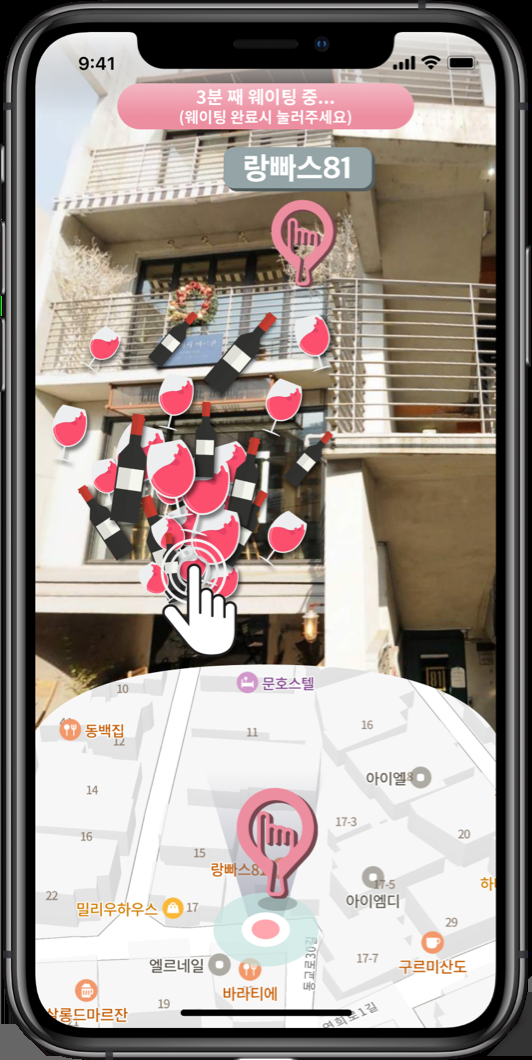 9:41
3분 째 웨이팅 중...
(웨이팅 완료시 눌러주세요)
랑빠스81
81
문호스텔
10
동백집
12
11
16
아이엘
18
14
17-3
16
20
15
랑빠스81
17-5
아이엠디
하
22
밀리우하우스
17
29
구르미산도
엘르네일
17-7
바라티에
동교로30길
살롱드마르잔
19
연희로1길